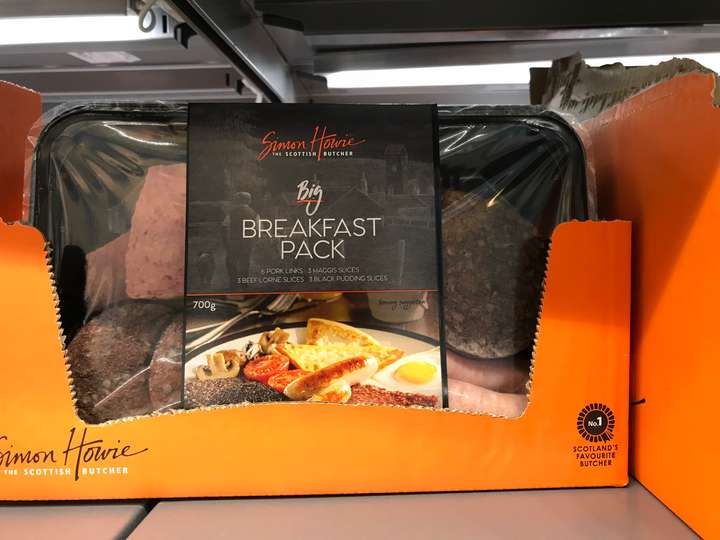 Simon Howie
THE SCOTTISH BUTCHER
Big
BREAKFAST
PACK
6 PORK LINKS 3 HAGGIS SLICES
3 BEEF LORNE SLICES 3 BLACK PUDDING SLICES
700g
Serving suggestion
Simon Howie
THE SCOTTISH BUTCHER
No.1
SCOTLAND'S
FAVOURITE
BUTCHER